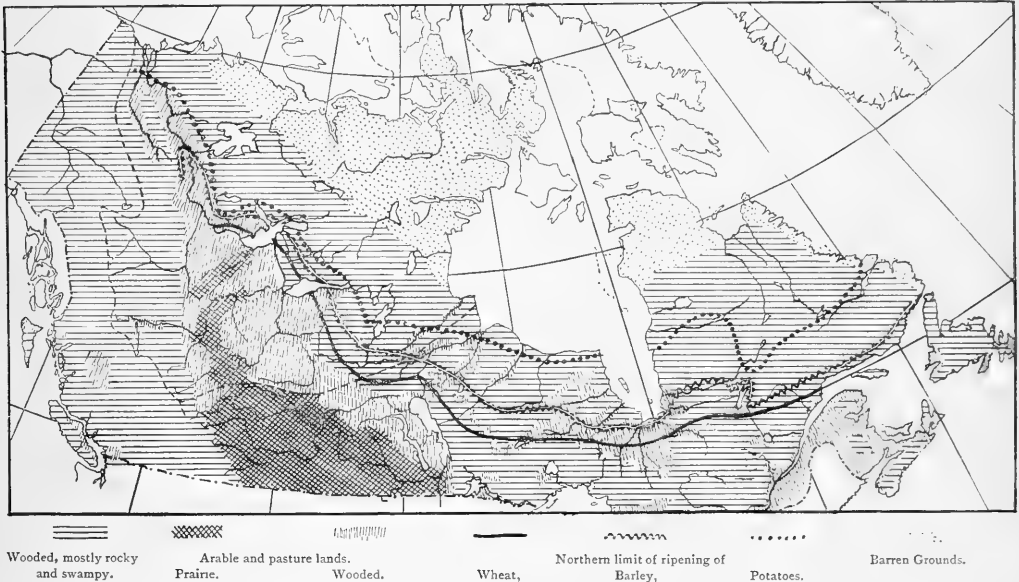 Wooded, mostly rocky
and swampy.
Arable and pasture lands.
Prairie. Wooded.
Northern limit of ripening of
Wheat, Barley, Potatoes.
Barren Grounds.